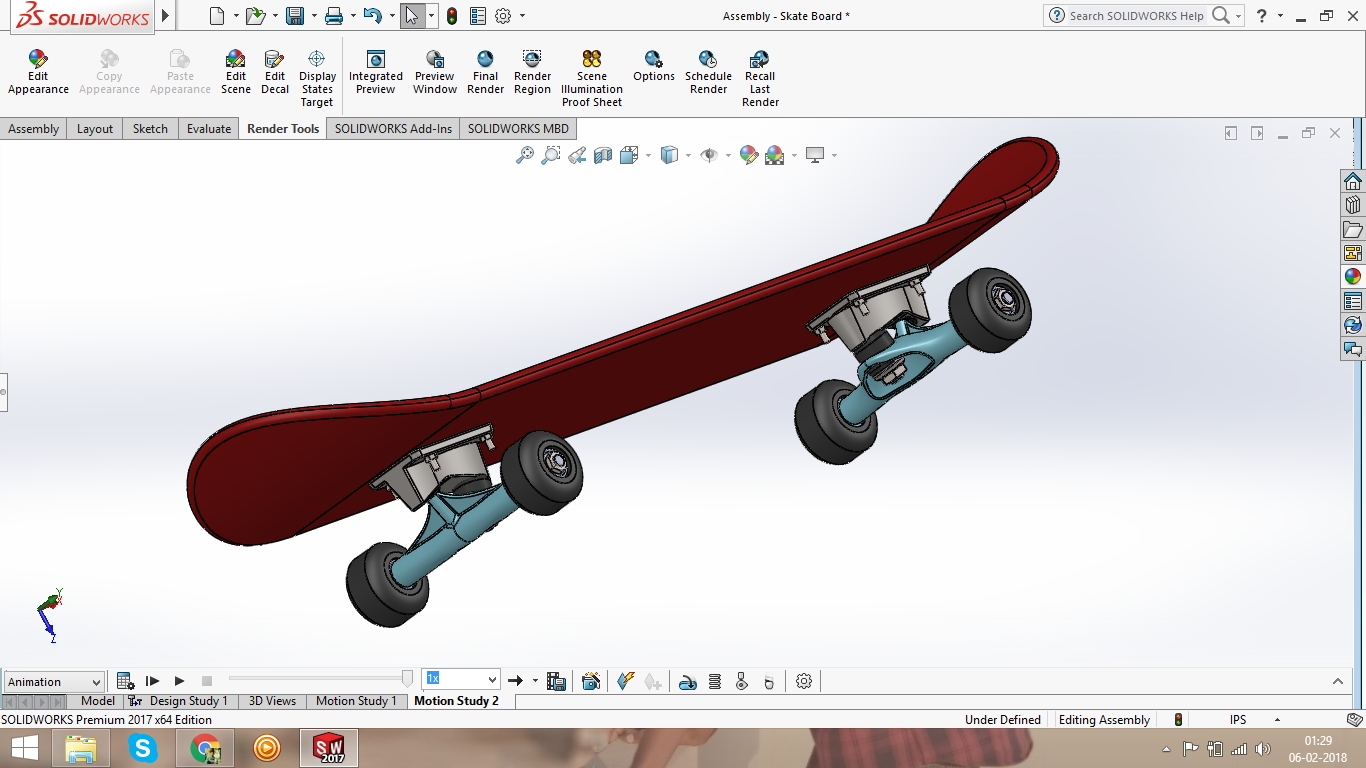 SOLIDWORKS
Assembly - Skate Board *
Search SOLIDWORKS Help
?
Edit
Appearance
Copy
Appearance
Paste
Appearance
Edit
Scene
Edit
Decal
Display
States
Target
Integrated
Preview
Preview
Window
Final
Render
Render
Region
Scene
Illumination
Proof Sheet
Options
Schedule
Render
Recall
Last
Render
Assembly
Layout
Sketch
Evaluate
Render Tools
SOLIDWORKS Add-Ins
SOLIDWORKS MBD
Y
X
Z
Animation
1x
Model
Design Study 1
3D Views
Motion Study 1
Motion Study 2
SOLIDWORKS Premium 2017 x64 Edition
Under Defined
Editing Assembly
IPS
SW
2017
01:29
06-02-2018